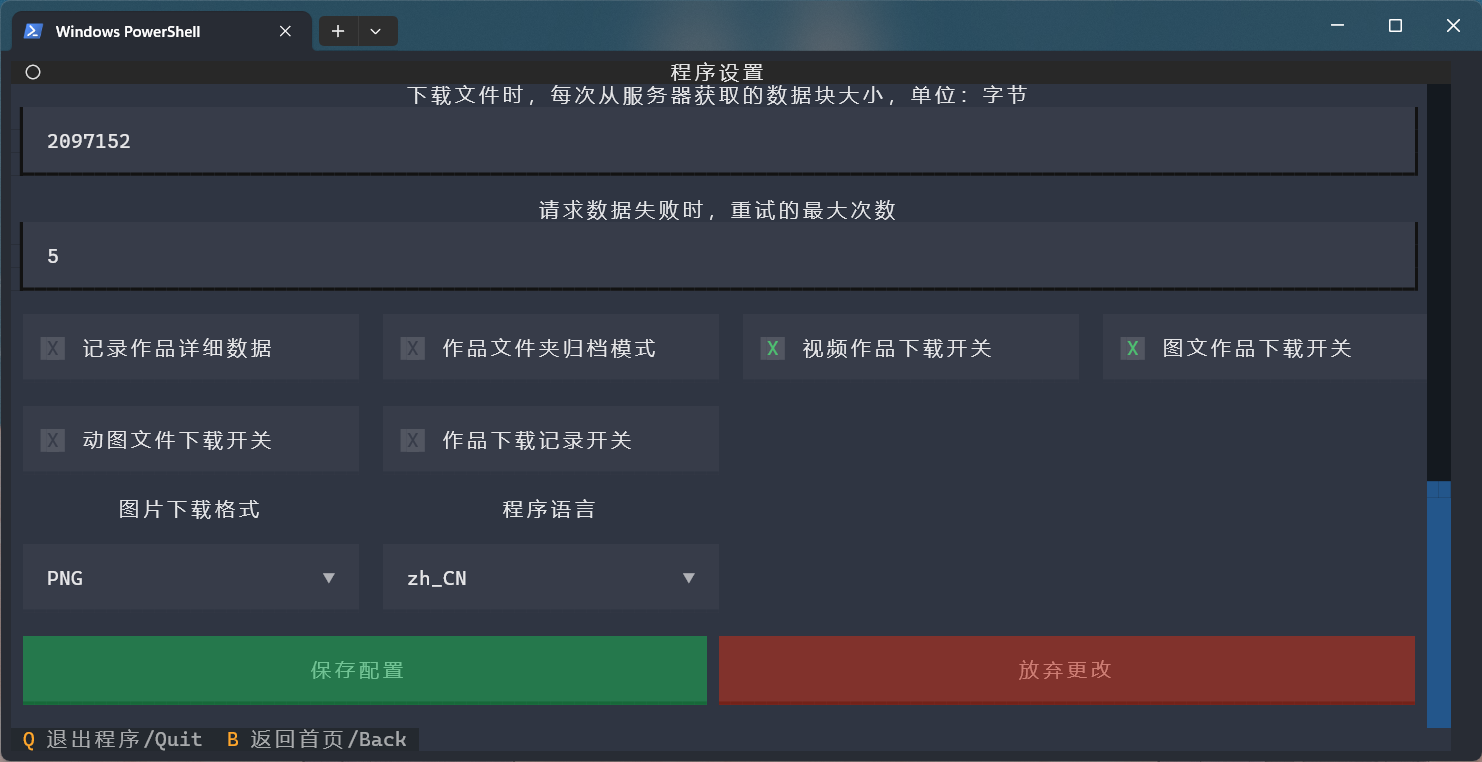 Windows PowerShell
程序设置
下载文件时，每次从服务器获取的数据块大小，单位：字节
2097152
请求数据失败时，重试的最大次数
5
X 记录作品详细数据 X 作品文件夹归档模式 X 视频作品下载开关 X 图文作品下载开关
X 动图文件下载开关 X 作品下载记录开关
图片下载格式 程序语言
PNG ▼ zh_CN ▼
保存配置 放弃更改
Q 退出程序/Quit B 返回首页/Back